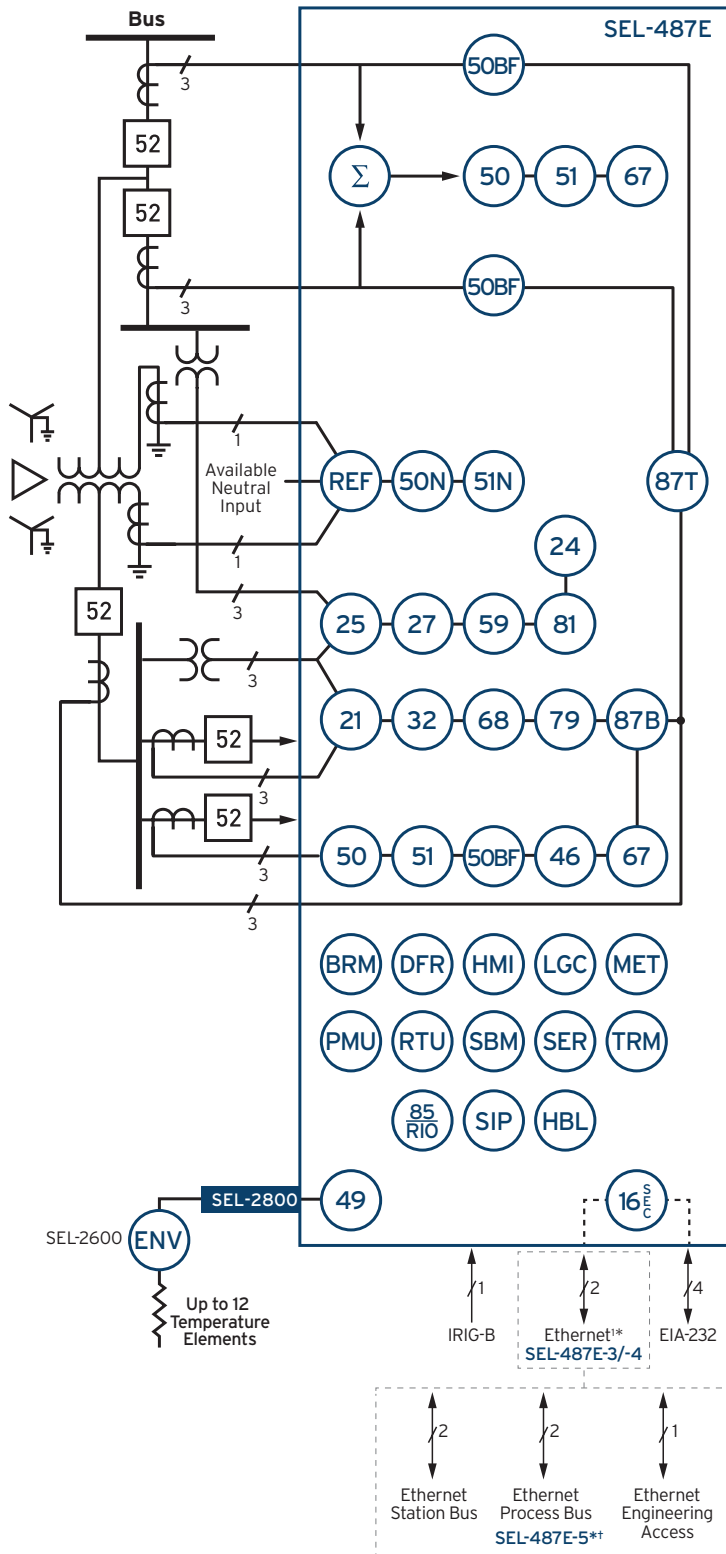 Bus
SEL-487E
3
50BF
52
Σ
50
51
67
52
3
50BF
1
Available
Neutral
Input
REF
50N
51N
87T
1
24
3
52
25
27
59
81
3
21
32
68
79
87B
52
3
52
3
50
51
50BF
46
67
3
BRM
DFR
HMI
LGC
MET
PMU
RTU
SBM
SER
TRM
85
RIO
SIP
HBL
SEL-2800
49
16 SEC
SEL-2600
ENV
Up to 12
Temperature
Elements
1
2
4
IRIG-B
Ethernet¹*
EIA-232
SEL-487E-3/-4
2
2
1
Ethernet
Station Bus
Ethernet
Process Bus
SEL-487E-5*†
Ethernet
Engineering
Access